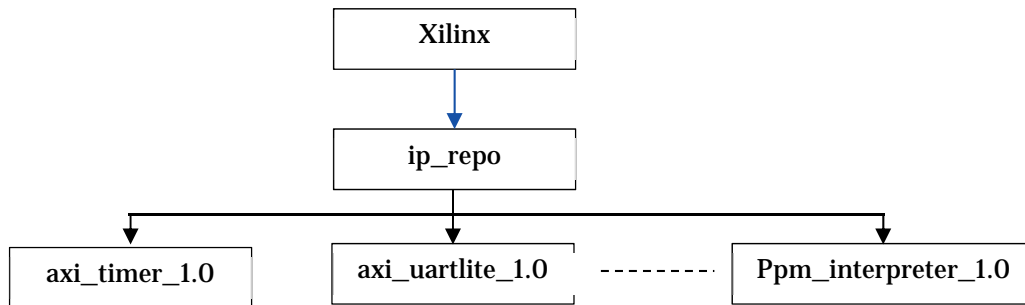 Xilinx
ip_repo
axi_timer_1.0
axi_uartlite_1.0
Ppm_interpreter_1.0